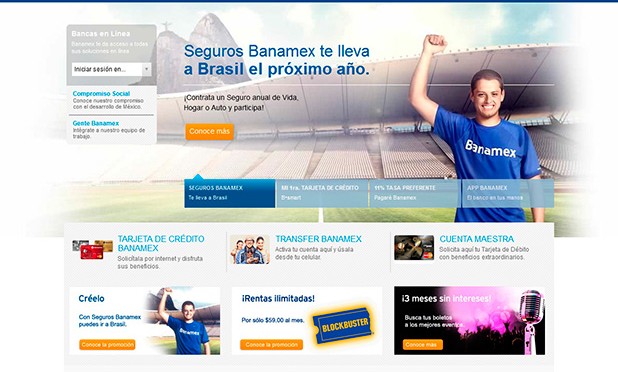 Bancas en Línea
Banamex te da acceso a todas
sus soluciones en línea
Iniciar sesión en...
Compromiso Social
Conoce nuestro compromiso
con el desarrollo de México.
Gente Banamex
Intégrate a nuestro equipo de
trabajo.
Seguros Banamex te lleva
a Brasil el próximo año.
¡Contrata un Seguro anual de Vida,
Hogar o Auto y participa!
Conoce más
Banamex
SEGUROS BANAMEX
Te lleva a Brasil
MI 1ra. TARJETA DE CRÉDITO
B-smart
11% TASA PREFERENTE
Pagaré Banamex
APP BANAMEX
El banco en tus manos
TARJETA DE CRÉDITO
BANAMEX
Solicítala por internet y disfruta
sus beneficios.
TRANSFER BANAMEX
Activa tu cuenta aquí y úsala
desde tu celular.
CUENTA MAESTRA
Solicita aquí tu Tarjeta de Débito
con beneficios extraordinarios.
Créelo
Con Seguros Banamex
puedes ir a Brasil.
Conoce la promoción
Banamex
¡Rentas ilimitadas!
Por sólo $59.00 al mes.
BLOCKBUSTER
Conoce la promoción
¡3 meses sin intereses!
Busca tus boletos
a los mejores eventos.
Conoce más